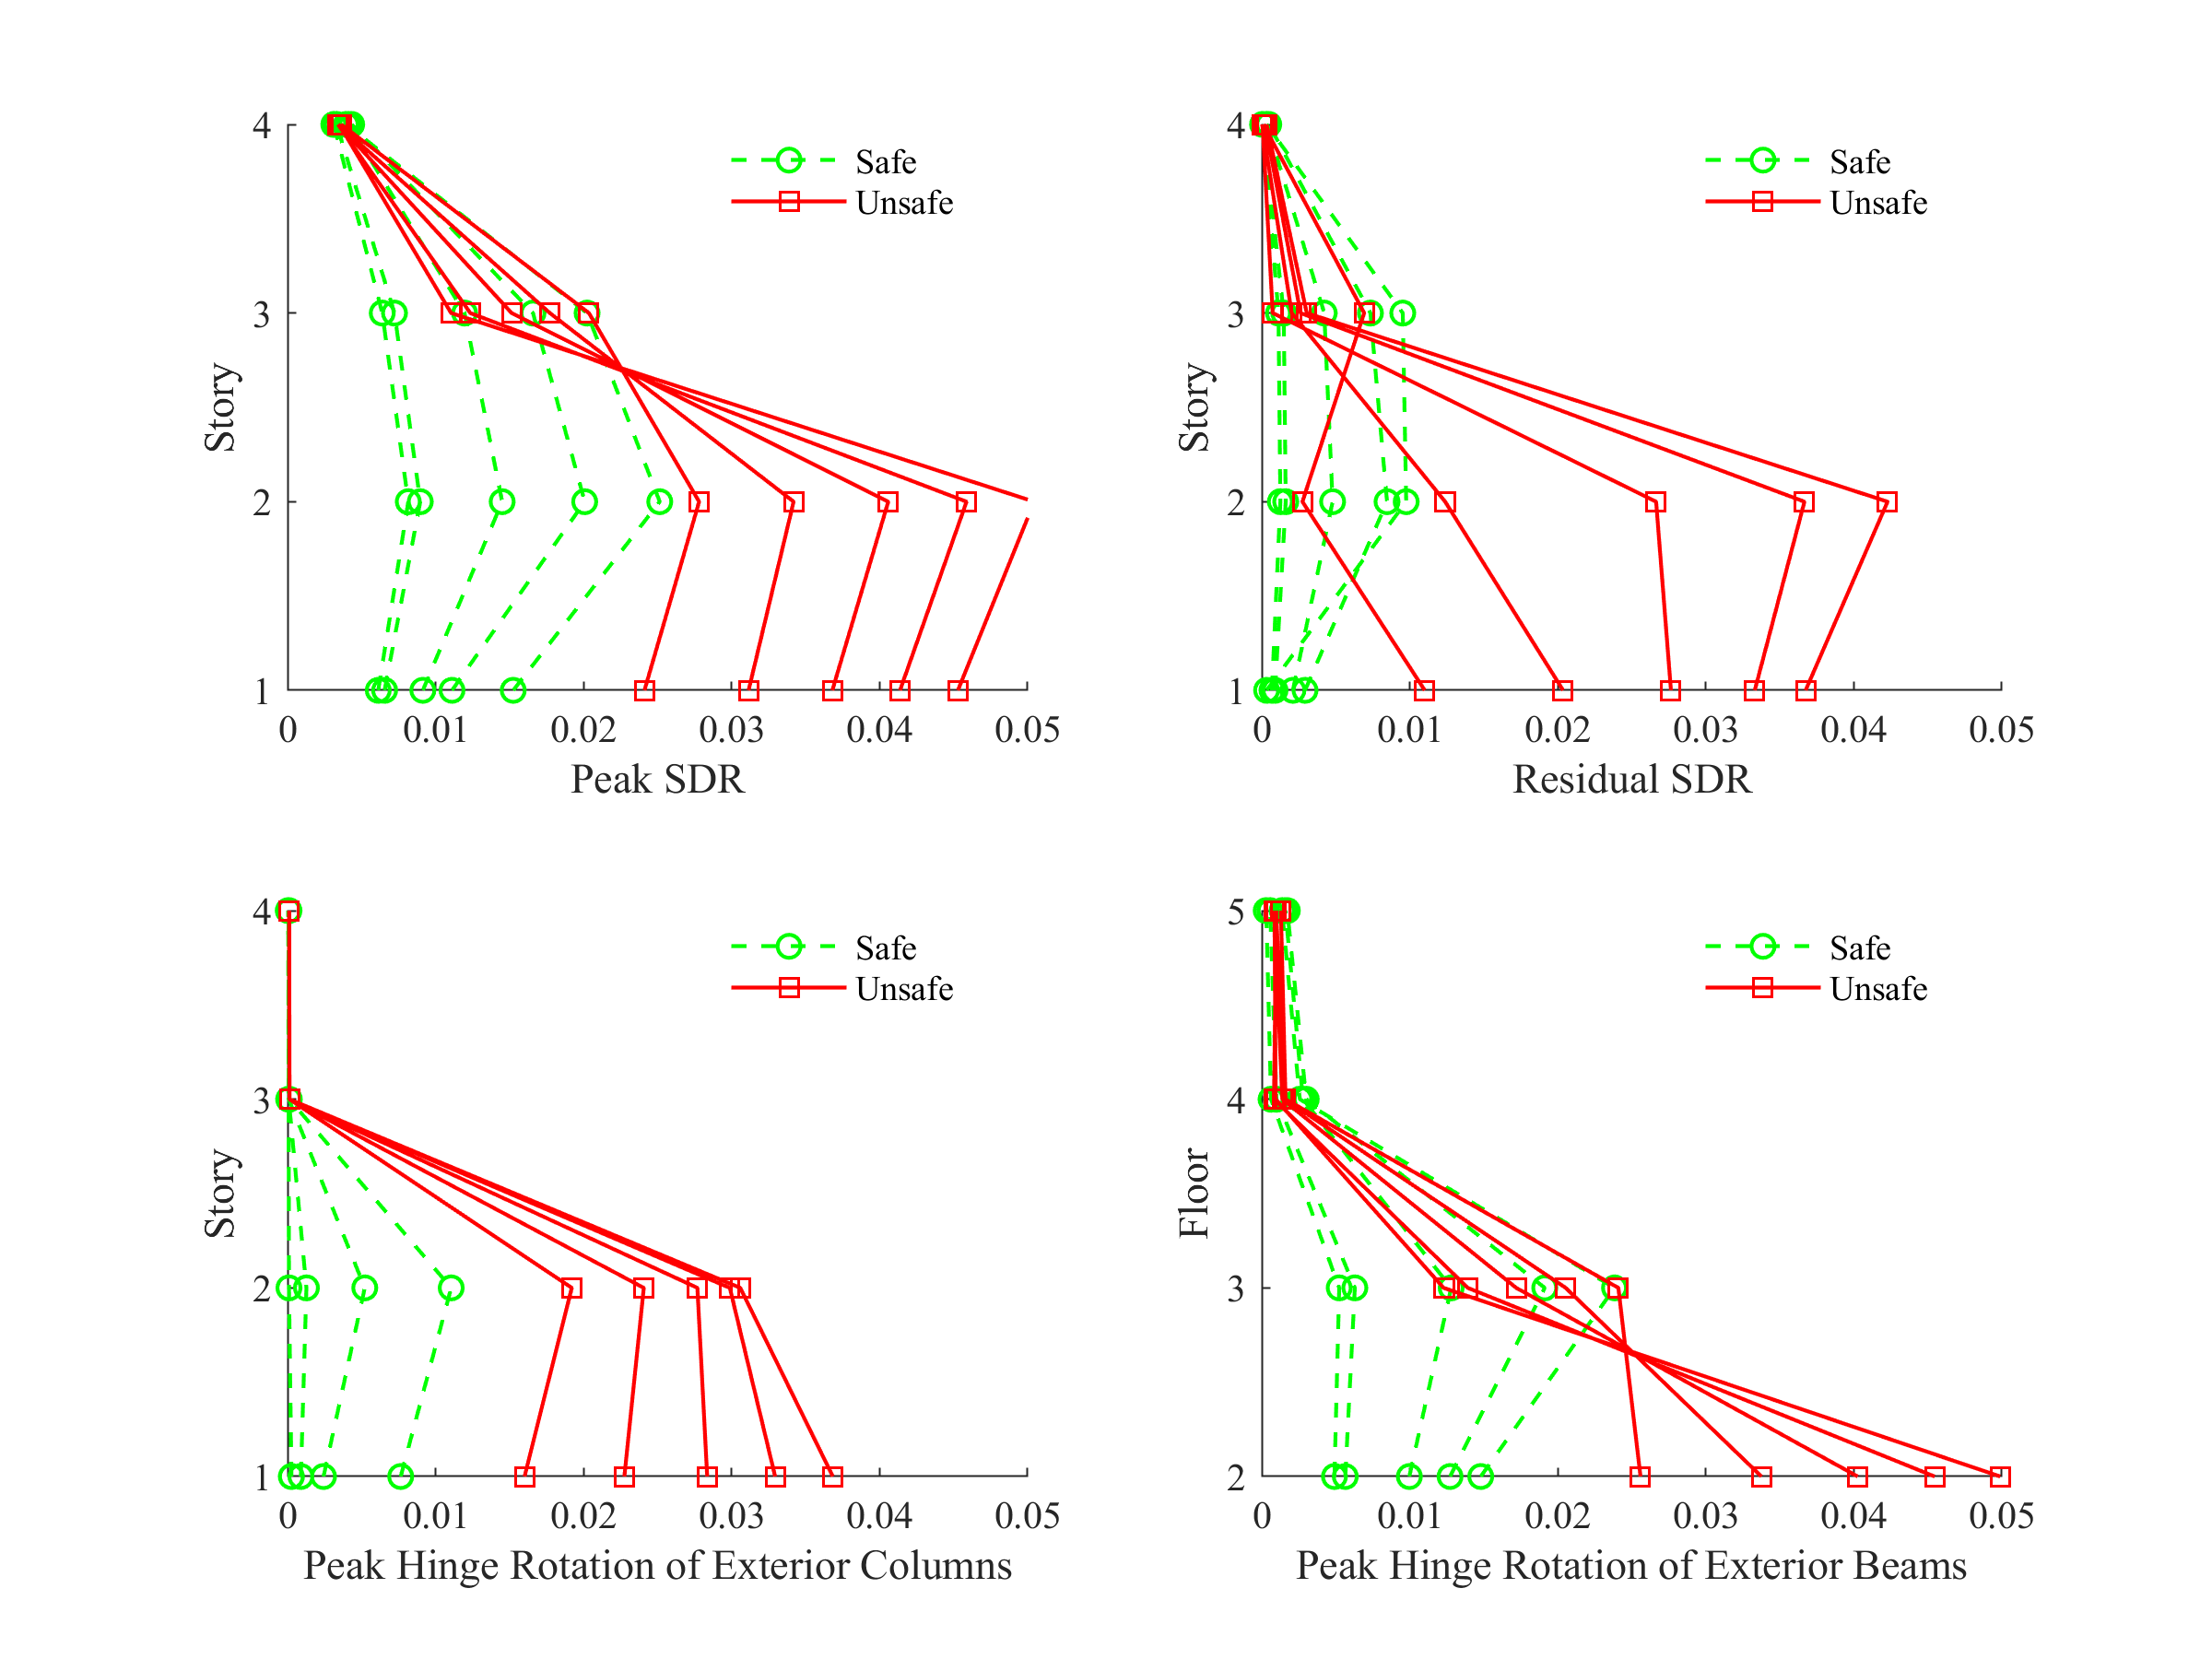 4
3
2
1
Story
0 0.01 0.02 0.03 0.04 0.05
Peak SDR
Safe
Unsafe
4
3
2
1
Story
0 0.01 0.02 0.03 0.04 0.05
Residual SDR
Safe
Unsafe
4
3
2
1
Story
0 0.01 0.02 0.03 0.04 0.05
Peak Hinge Rotation of Exterior Columns
Safe
Unsafe
5
4
3
2
Floor
0 0.01 0.02 0.03 0.04 0.05
Peak Hinge Rotation of Exterior Beams
Safe
Unsafe